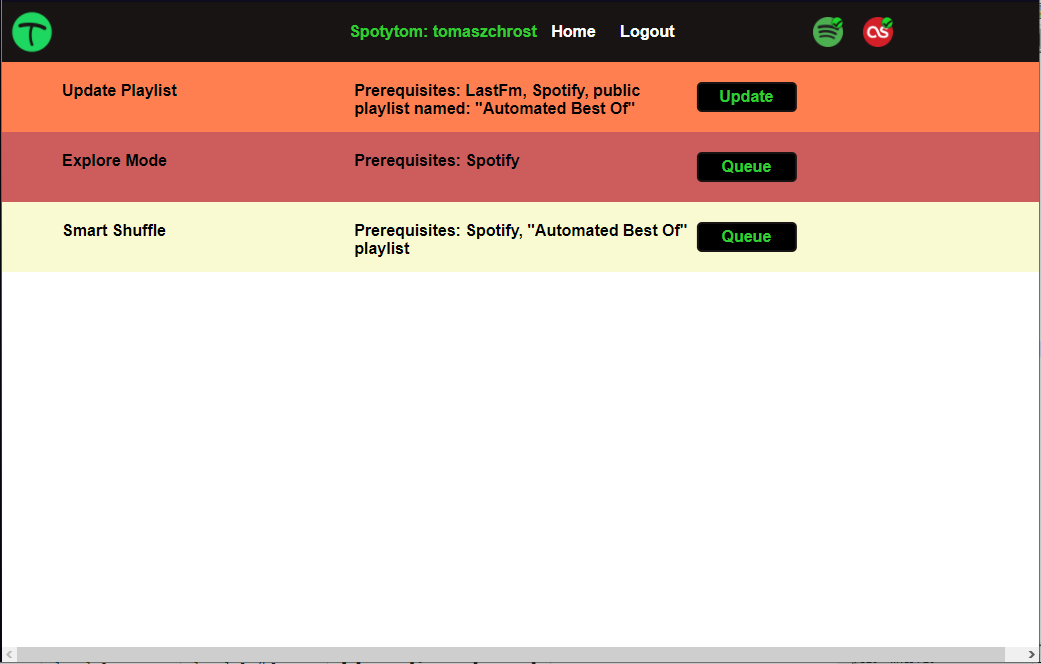 T
Spotytom: tomaszchrost Home Logout
Update Playlist
Prerequisites: LastFm, Spotify, public
playlist named: "Automated Best Of"
Update
Explore Mode
Prerequisites: Spotify
Queue
Smart Shuffle
Prerequisites: Spotify, "Automated Best Of"
playlist
Queue